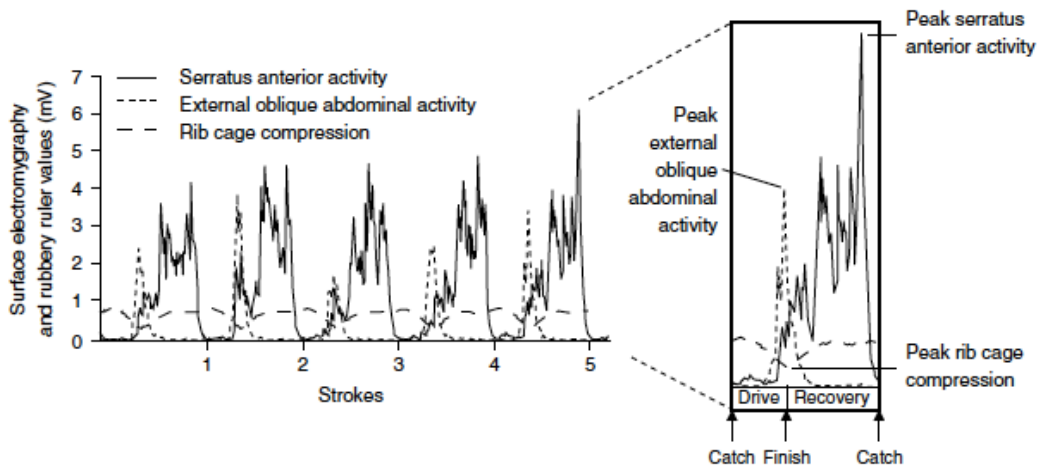 Surface electromygraphy
and rubbery ruler values (mV)
7
6
5
4
3
2
1
0
Serratus anterior activity
External oblique abdominal activity
Rib cage compression
1
2
3
4
5
Strokes
Peak serratus
anterior activity
Peak
external
oblique
abdominal
activity
Peak rib cage
compression
Drive
Recovery
Catch
Finish
Catch